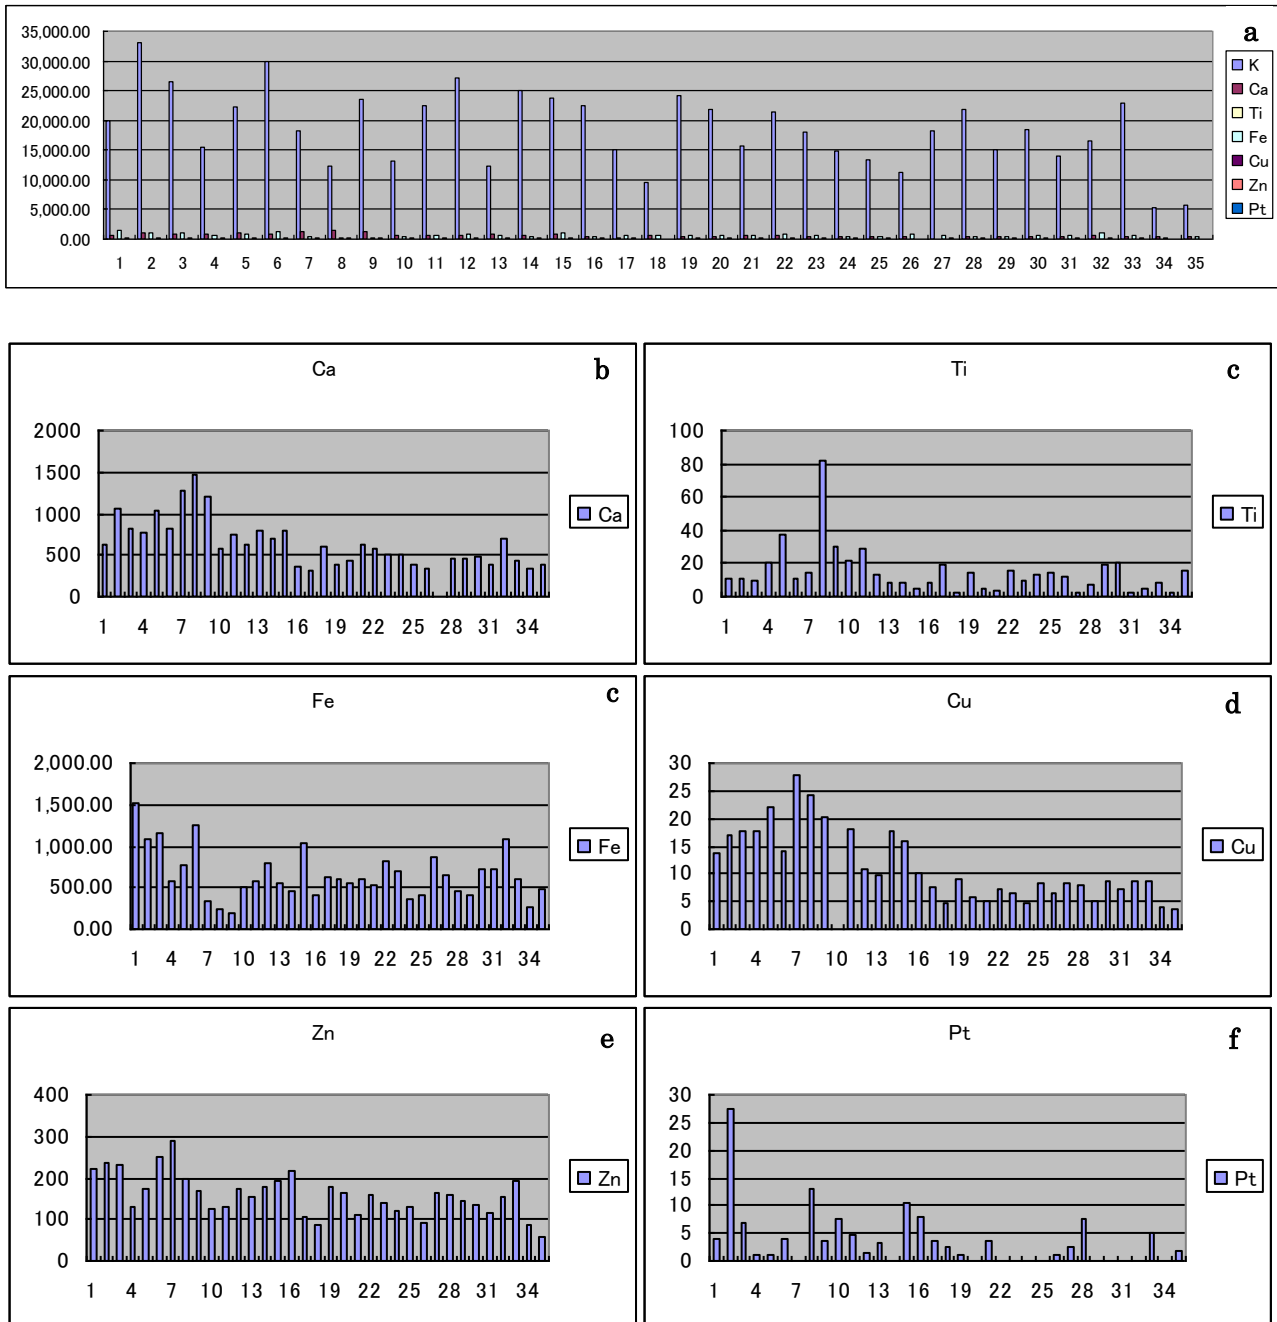 a
35,000.00
30,000.00
25,000.00
20,000.00
15,000.00
10,000.00
5,000.00
0.00
1 2 3 4 5 6 7 8 9 10 11 12 13 14 15 16 17 18 19 20 21 22 23 24 25 26 27 28 29 30 31 32 33 34 35
K
Ca
Ti
Fe
Cu
Zn
Pt
Ca
b
2000
1500
1000
500
0
1 4 7 10 13 16 19 22 25 28 31 34
Ca
Ti
c
100
80
60
40
20
0
1 4 7 10 13 16 19 22 25 28 31 34
Ti
Fe
c
2,000.00
1,500.00
1,000.00
500.00
0.00
1 4 7 10 13 16 19 22 25 28 31 34
Fe
Cu
d
30
25
20
15
10
5
0
1 4 7 10 13 16 19 22 25 28 31 34
Cu
Zn
e
400
300
200
100
0
1 4 7 10 13 16 19 22 25 28 31 34
Zn
Pt
f
30
25
20
15
10
5
0
1 4 7 10 13 16 19 22 25 28 31 34
Pt